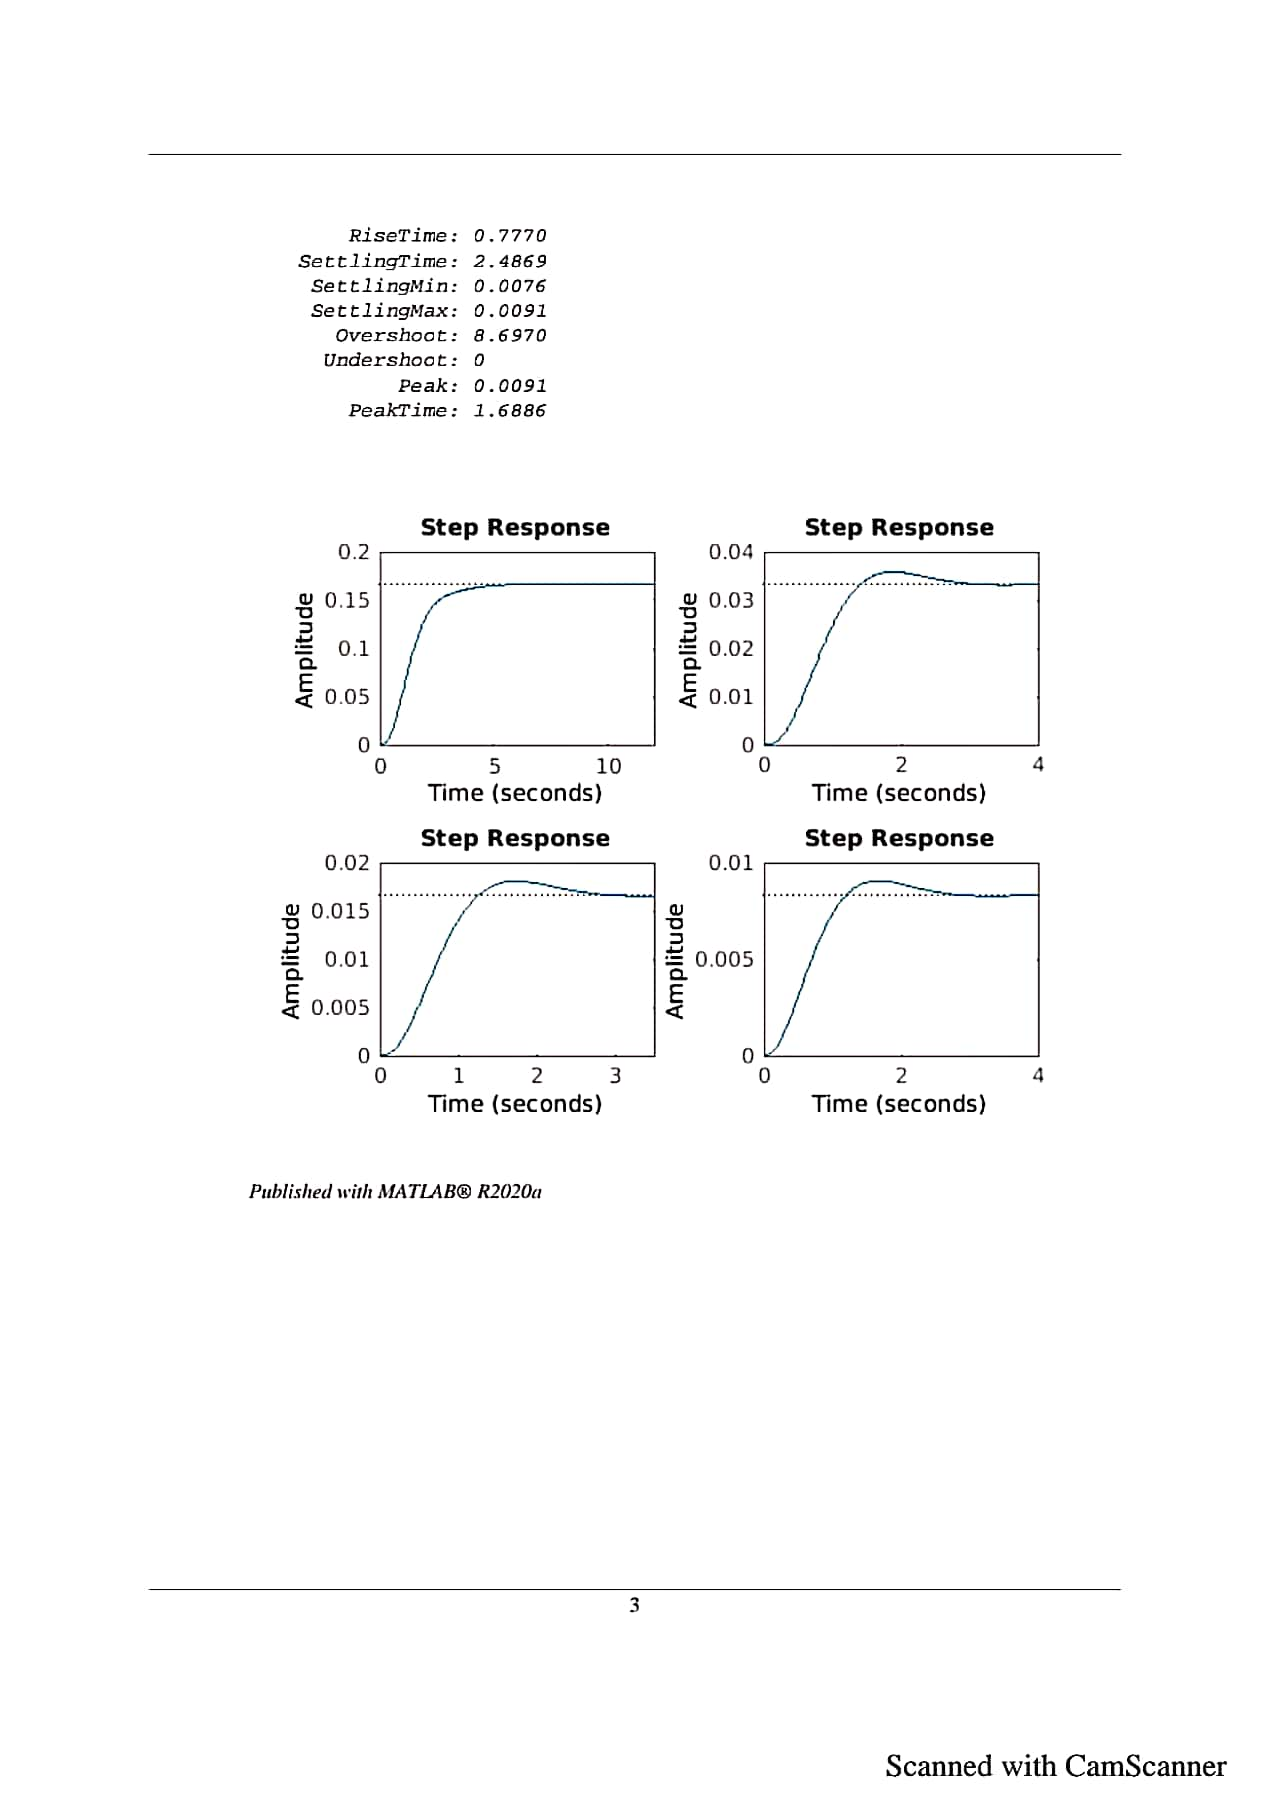 RiseTime: 0.7770
SettlingTime: 2.4869
SettlingMin: 0.0076
SettlingMax: 0.0091
Overshoot: 8.6970
Undershoot: 0
Peak: 0.0091
PeakTime: 1.6886
Step Response
0.2
0.15
0.1
0.05
0
Amplitude
0 5 10
Time (seconds)
Step Response
0.04
0.03
0.02
0.01
0
Amplitude
0 2 4
Time (seconds)
Step Response
0.02
0.015
0.01
0.005
0
Amplitude
0 1 2 3
Time (seconds)
Step Response
0.01
0.005
0
Amplitude
0 2 4
Time (seconds)
Published with MATLAB® R2020a
3
Scanned with CamScanner